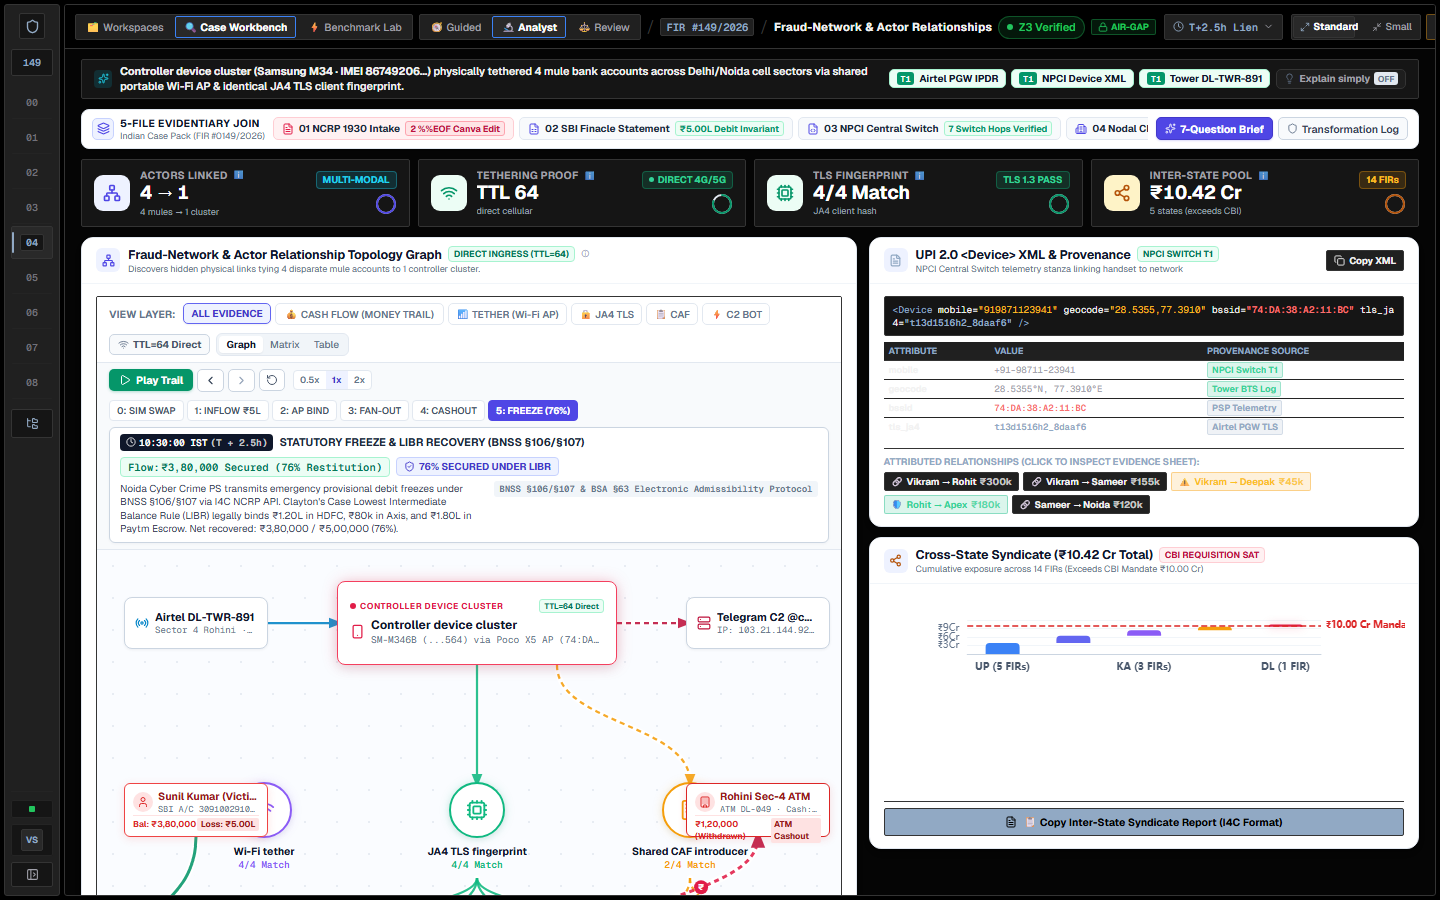 Workspaces
Case Workbench
Benchmark Lab
Guided
Analyst
Review
/
FIR #149/2026
/
Fraud-Network & Actor Relationships
Z3 Verified
AIR-GAP
T+2.5h Lien
Standard
Small
149
00
01
02
03
04
05
06
07
08
VS
Controller device cluster (Samsung M34 · IMEI 86749206…) physically tethered 4 mule bank accounts across Delhi/Noida cell sectors via shared
portable Wi-Fi AP & identical JA4 TLS client fingerprint.
T1 Airtel PGW IPDR
T1 NPCI Device XML
T1 Tower DL-TWR-891
Explain simply OFF
5-FILE EVIDENTIARY JOIN
Indian Case Pack (FIR #0149/2026)
01 NCRP 1930 Intake 2 %%EOF Canva Edit
02 SBI Finacle Statement ₹5.00L Debit Invariant
03 NPCI Central Switch 7 Switch Hops Verified
04 Nodal
7-Question Brief
Transformation Log
ACTORS LINKED
4 → 1
4 mules → 1 cluster
MULTI-MODAL
TETHERING PROOF
TTL 64
direct cellular
DIRECT 4G/5G
TLS FINGERPRINT
4/4 Match
JA4 client hash
TLS 1.3 PASS
INTER-STATE POOL
₹10.42 Cr
5 states (exceeds CBI)
14 FIRs
Fraud-Network & Actor Relationship Topology Graph
DIRECT INGRESS (TTL=64)
Discovers hidden physical links tying 4 disparate mule accounts to 1 controller cluster.
VIEW LAYER:
ALL EVIDENCE
CASH FLOW (MONEY TRAIL)
TETHER (Wi-Fi AP)
JA4 TLS
CAF
C2 BOT
TTL=64 Direct
Graph
Matrix
Table
Play Trail
0.5x
1x
2x
0: SIM SWAP
1: INFLOW ₹5L
2: AP BIND
3: FAN-OUT
4: CASHOUT
5: FREEZE (76%)
10:30:00 IST (T + 2.5h)
STATUTORY FREEZE & LIBR RECOVERY (BNSS §106/§107)
Flow: ₹3,80,000 Secured (76% Restitution)
76% SECURED UNDER LIBR
Noida Cyber Crime PS transmits emergency provisional debit freezes under
BNSS §106/§107 via I4C NCRP API. Clayton's Case Lowest Intermediate
Balance Rule (LIBR) legally binds ₹1.20L in HDFC, ₹80k in Axis, and ₹1.80L in
Paytm Escrow. Net recovered: ₹3,80,000 / ₹5,00,000 (76%).
BNSS §106/§107 & BSA §63 Electronic Admissibility Protocol
Airtel DL-TWR-891
Sector 4 Rohini -…
CONTROLLER DEVICE CLUSTER
TTL=64 Direct
Controller device cluster
SM-M346B (...564) via Poco X5 AP (74:DA…
Telegram C2 @c…
IP: 103.21.144.92…
Sunil Kumar (Victi…
SBI A/C 3091002910…
Bal: ₹3,80,000
Loss: ₹5.00L
Wi-Fi tether
4/4 Match
JA4 TLS fingerprint
4/4 Match
Rohini Sec-4 ATM
ATM DL-049 · Cash:…
₹1,20,000
(Withdrawn)
ATM
Cashout
Shared CAF introducer
2/4 Match
UPI 2.0 <Device> XML & Provenance
NPCI SWITCH T1
NPCI Central Switch telemetry stanza linking handset to network
Copy XML
<Device mobile="919871123941" geocode="28.5355,77.3910" bssid="74:DA:38:A2:11:BC" tls_ja
4="t13d1516h2_8daaf6" />
ATTRIBUTE
VALUE
PROVENANCE SOURCE
mobile
+91-98711-23941
NPCI Switch T1
geocode
28.5355°N, 77.3910°E
Tower BTS Log
bssid
74:DA:38:A2:11:BC
PSP Telemetry
tls_ja4
t13d1516h2_8daaf6
Airtel PGW TLS
ATTRIBUTED RELATIONSHIPS (CLICK TO INSPECT EVIDENCE SHEET):
Vikram → Rohit ₹300k
Vikram → Sameer ₹155k
Vikram → Deepak ₹45k
Rohit → Apex ₹180k
Sameer → Noida ₹120k
Cross-State Syndicate (₹10.42 Cr Total)
CBI REQUISITION SAT
Cumulative exposure across 14 FIRs (Exceeds CBI Mandate ₹10.00 Cr)
₹9Cr
₹6Cr
₹3Cr
₹10.00 Cr Manda
UP (5 FIRs)
KA (3 FIRs)
DL (1 FIR)
Copy Inter-State Syndicate Report (I4C Format)